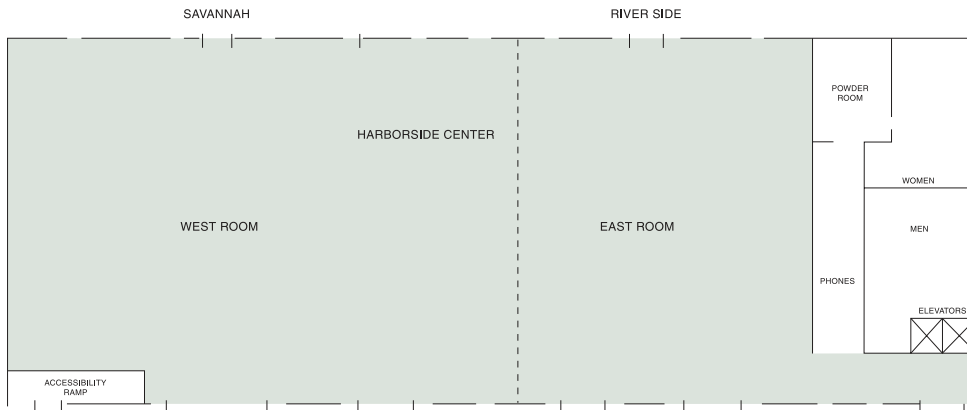 SAVANNAH
RIVER SIDE
POWDER
ROOM
HARBORSIDE CENTER
WOMEN
WEST ROOM
EAST ROOM
MEN
PHONES
ELEVATORS
ACCESSIBILITY
RAMP